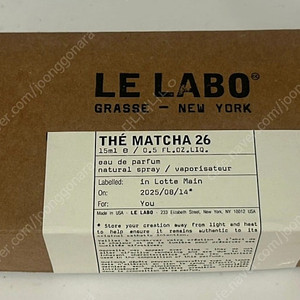 LE LABO®
GRASSE - NEW YORK
THÉ MATCHA 26
15ml ℮ / 0.5 FL.OZ.LIQ.
eau de parfum
natural spray / vaporisateur
Labelled: in Lotte Main
On: 2025/08/14*
For: You
Made in USA · LE LABO · 233 Elizabeth Street, New York, NY 10012 USA
* Store your creation away from light and heat
to help ensure it remains authentic to its
original